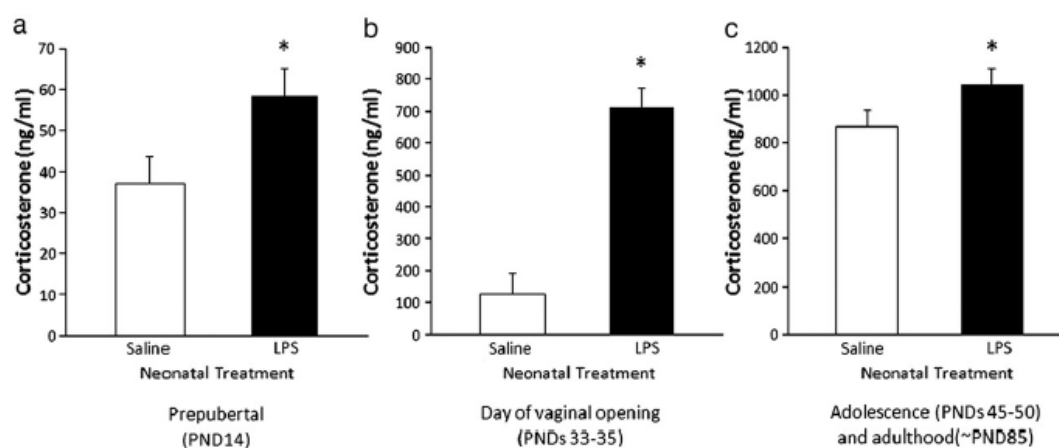 a
Corticosterone (ng/ml)
70
60
50
40
30
20
10
0
*
Saline
LPS
Neonatal Treatment
Prepubertal
(PND14)
b
Corticosterone (ng/ml)
900
800
700
600
500
400
300
200
100
0
*
Saline
LPS
Neonatal Treatment
Day of vaginal opening
(PNDs 33-35)
c
Corticosterone (ng/ml)
1200
1000
800
600
400
200
0
*
Saline
LPS
Neonatal Treatment
Adolescence (PNDs 45-50)
and adulthood(~PND85)